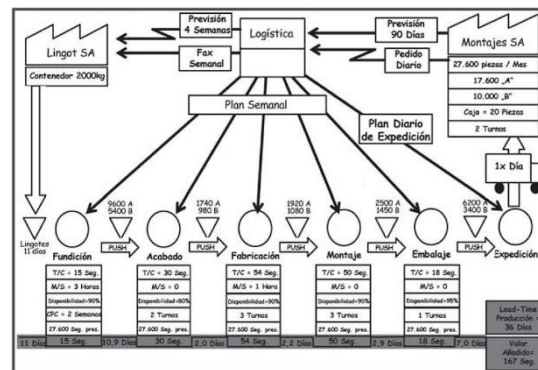 Lingot SA
Contenedor 2000kg
Previsión
4 Semanas
Fax
Semanal
Logística
Previsión
90 Días
Pedido
Diario
Montajes SA
27.600 piezas / Mes
17.600 „A"
10.000 „B"
Caja = 20 Piezas
2 Turnos
Plan Semanal
Plan Diario
de Expedición
1x Día
Lingotes
11 días
Fundición
9600 A
5400 B
PUSH
Acabado
1740 A
980 B
PUSH
Fabricación
1920 A
1080 B
PUSH
Montaje
2500 A
1450 B
PUSH
Embalaje
6200 A
3400 B
PUSH
Expedición
T/C = 15 Seg.
M/S = 3 Horas
Disponibilidad=90%
CPC = 2 Semanas
27.600 Seg. pres.
T/C = 30 Seg.
M/S = 0
Disponibilidad=80%
2 Turnos
27.600 Seg. pres.
T/C = 54 Seg.
M/S = 1 Hora
Disponibilidad=90%
3 Turnos
27.600 Seg. pres.
T/C = 50 Seg.
M/S = 0
Disponibilidad=90%
3 Turnos
27.600 Seg. pres.
T/C = 18 Seg.
M/S = 0
Disponibilidad=95%
1 Turnos
27.600 Seg. pres.
11 Días
15 Seg.
10,9 Días
30 Seg.
2,0 Días
54 Seg.
2,2 Días
50 Seg.
2,9 Días
18 Seg.
7,0 Días
Lead-Time
Producción =
36 Días
Valor
Añadido=
167 Seg.